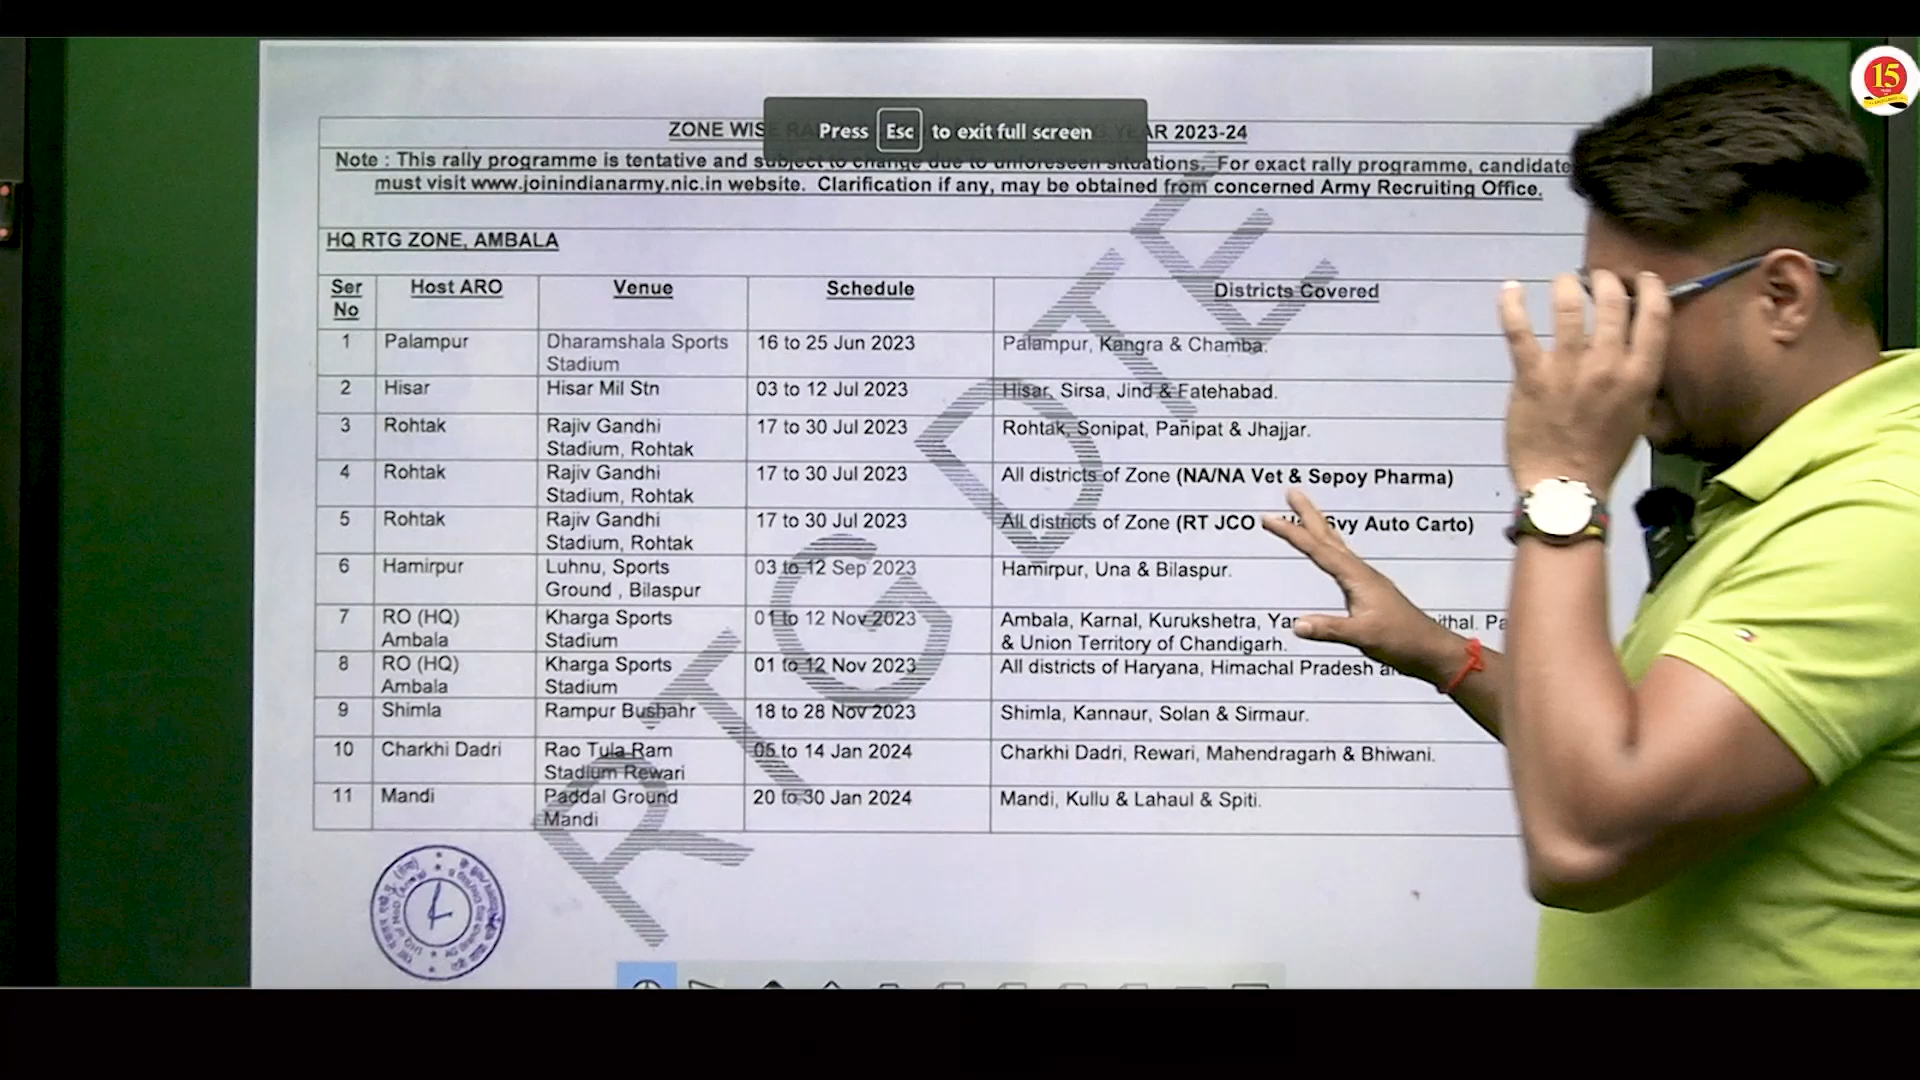 15
ZONE WISE YEAR 2023-24
Press Esc to exit full screen
Note : This rally programme is tentative and subject to change due to unforeseen situations. For exact rally programme, candidate
must visit www.joinindianarmy.nic.in website. Clarification if any, may be obtained from concerned Army Recruiting Office.
HQ RTG ZONE, AMBALA
Ser No Host ARO Venue Schedule Districts Covered
1 Palampur Dharamshala Sports Stadium 16 to 25 Jun 2023 Palampur, Kangra & Chamba.
2 Hisar Hisar Mil Stn 03 to 12 Jul 2023 Hisar, Sirsa, Jind & Fatehabad.
3 Rohtak Rajiv Gandhi Stadium, Rohtak 17 to 30 Jul 2023 Rohtak, Sonipat, Panipat & Jhajjar.
4 Rohtak Rajiv Gandhi Stadium, Rohtak 17 to 30 Jul 2023 All districts of Zone (NA/NA Vet & Sepoy Pharma)
5 Rohtak Rajiv Gandhi Stadium, Rohtak 17 to 30 Jul 2023 All districts of Zone (RT JCO Svy Auto Carto)
6 Hamirpur Luhnu, Sports Ground , Bilaspur 03 to 12 Sep 2023 Hamirpur, Una & Bilaspur.
7 RO (HQ) Ambala Kharga Sports Stadium 01 to 12 Nov 2023 Ambala, Karnal, Kurukshetra, & Union Territory of Chandigarh.
8 RO (HQ) Ambala Kharga Sports Stadium 01 to 12 Nov 2023 All districts of Haryana, Himachal Pradesh
9 Shimla Rampur Bushahr 18 to 28 Nov 2023 Shimla, Kannaur, Solan & Sirmaur.
10 Charkhi Dadri Rao Tula Ram Stadium Rewari 05 to 14 Jan 2024 Charkhi Dadri, Rewari, Mahendragarh & Bhiwani.
11 Mandi Paddal Ground Mandi 20 to 30 Jan 2024 Mandi, Kullu & Lahaul & Spiti.
RTG DTE